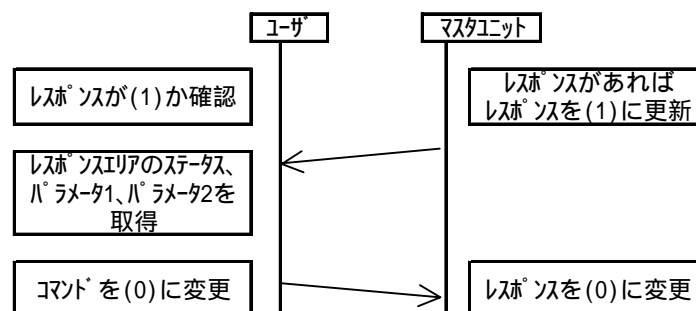 ﾕｰｻﾞ
ﾏｽﾀﾕﾆｯﾄ
ﾚｽﾎﾟﾝｽが(1)か確認
ﾚｽﾎﾟﾝｽがあれば
ﾚｽﾎﾟﾝｽを(1)に更新
ﾚｽﾎﾟﾝｽｴﾘｱのｽﾃｰﾀｽ、
ﾊﾟﾗﾒｰﾀ1、ﾊﾟﾗﾒｰﾀ2を
取得
ｺﾏﾝﾄﾞを(0)に変更
ﾚｽﾎﾟﾝｽを(0)に変更